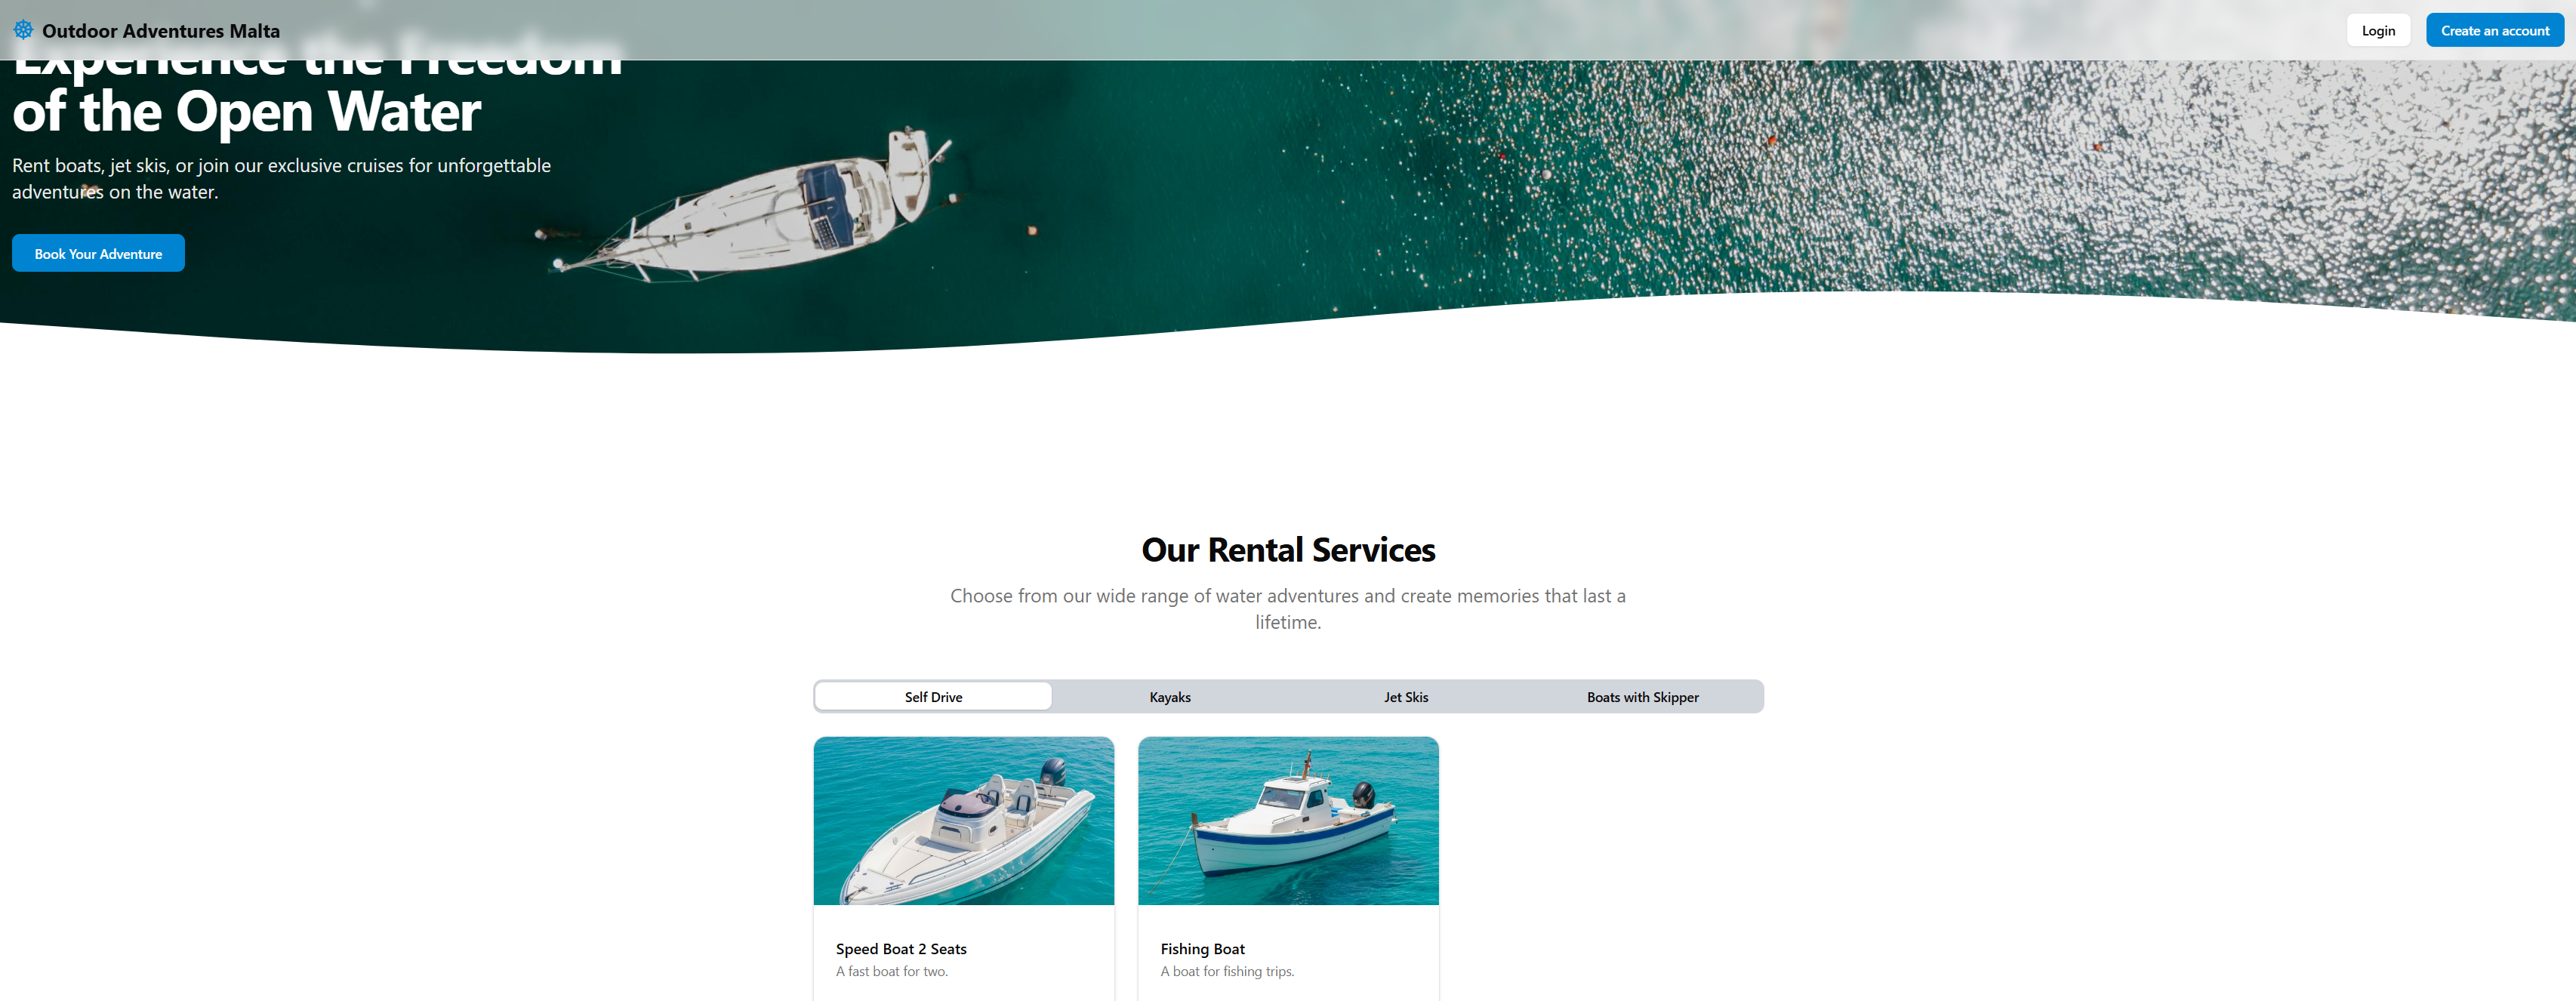 Outdoor Adventures Malta
Login
Create an account
Experience the Freedom
of the Open Water
Rent boats, jet skis, or join our exclusive cruises for unforgettable
adventures on the water.
Book Your Adventure
Our Rental Services
Choose from our wide range of water adventures and create memories that last a
lifetime.
Self Drive
Kayaks
Jet Skis
Boats with Skipper
Speed Boat 2 Seats
A fast boat for two.
Fishing Boat
A boat for fishing trips.